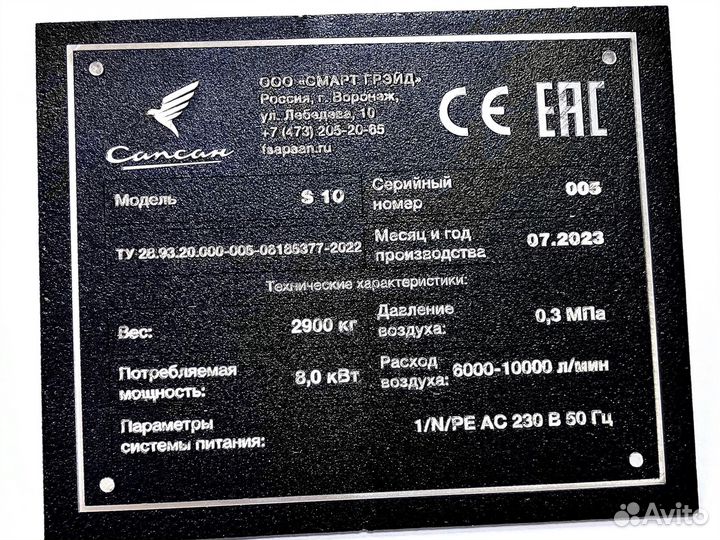 Сапсан
ООО «СМАРТ ГРЭЙД»
Россия, г. Воронаж,
ул. Лебедева, 10
+7 (473) 205-20-65
fsapsan.ru
CE EAC
Модель S 10
Серийный номер 005
ТУ 28.93.20.000-005-06185377-2022
Месяц и год производства 07.2023
Технические характеристики:
Вес: 2900 кг
Давление воздуха: 0,3 МПа
Потребляемая мощность: 8,0 кВт
Расход воздуха: 6000-10000 л/мин
Параметры системы питания: 1/N/PE AC 230 В 50 Гц
Avito